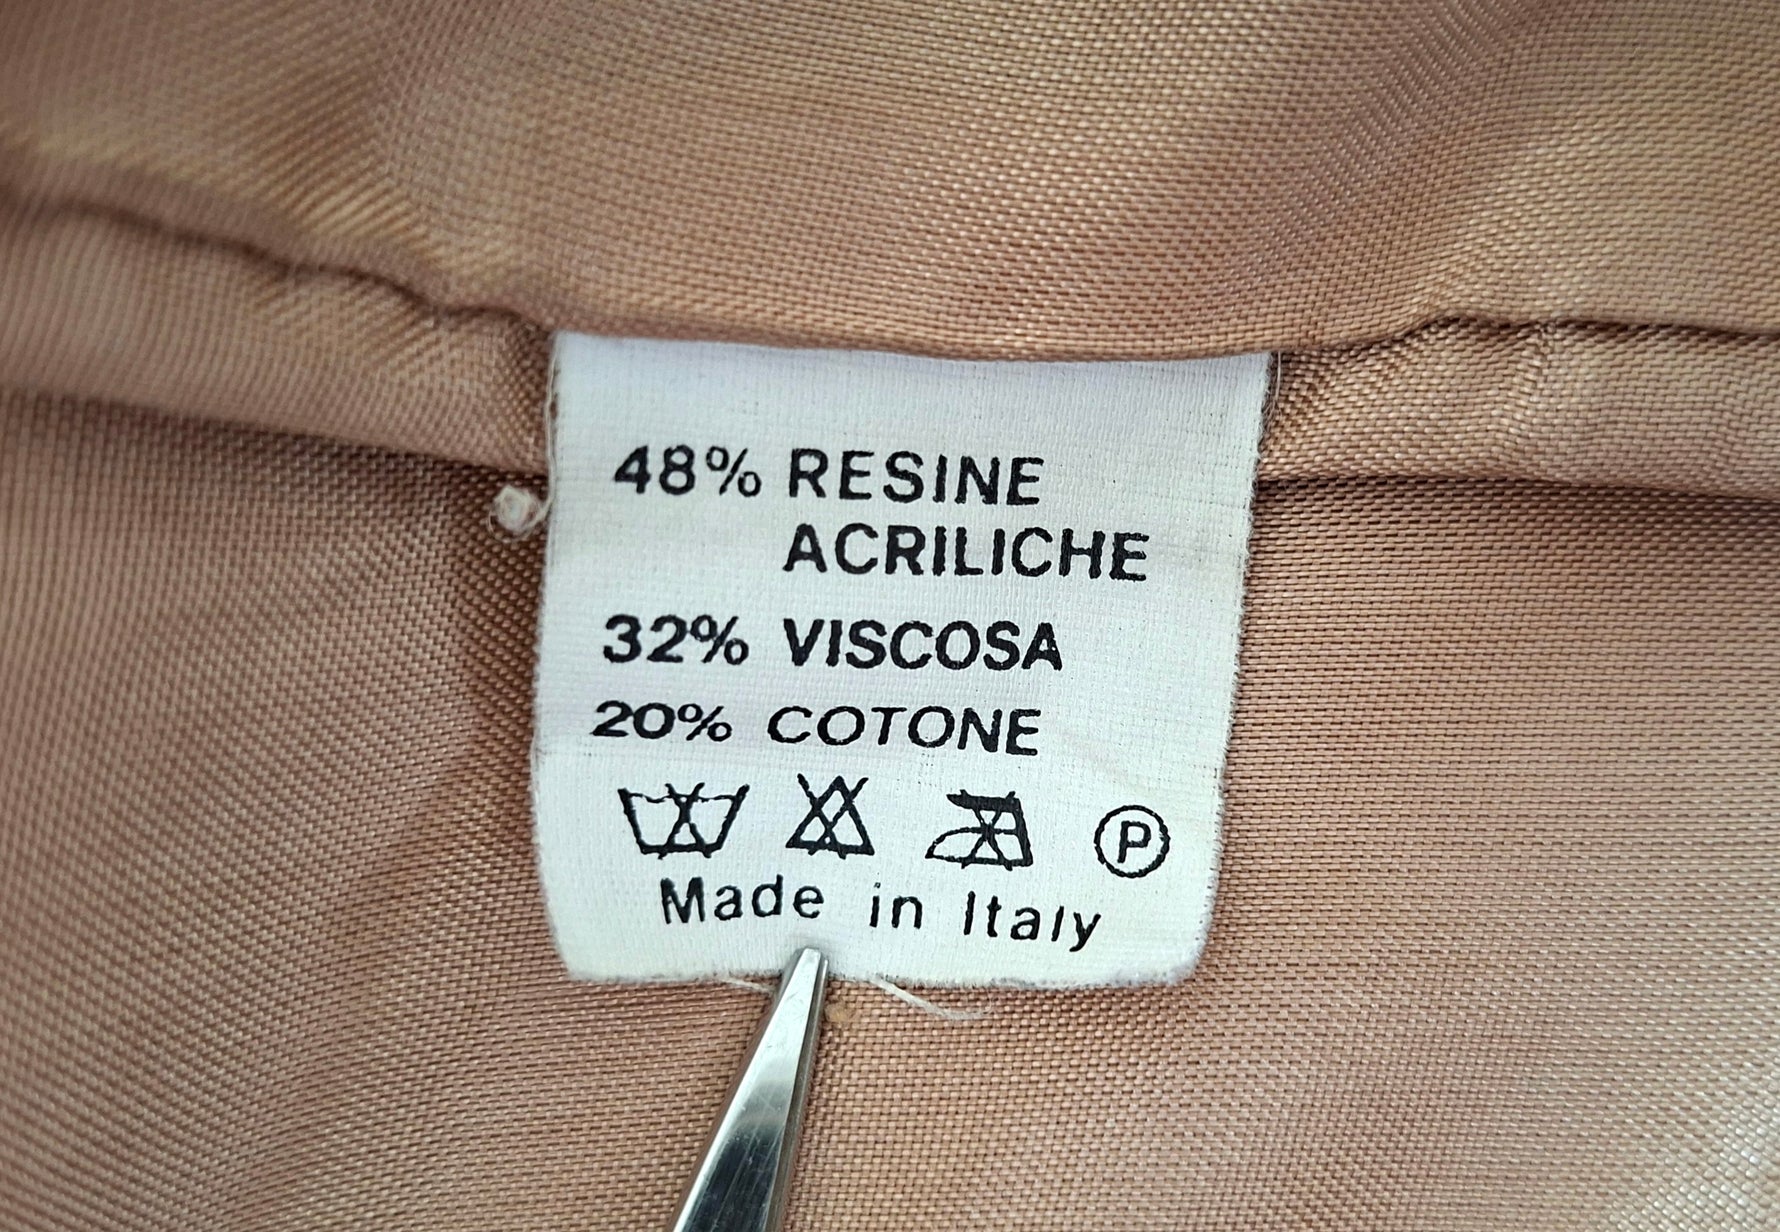 48% RESINE
ACRILICHE
32% VISCOSA
20% COTONE
P
Made in Italy